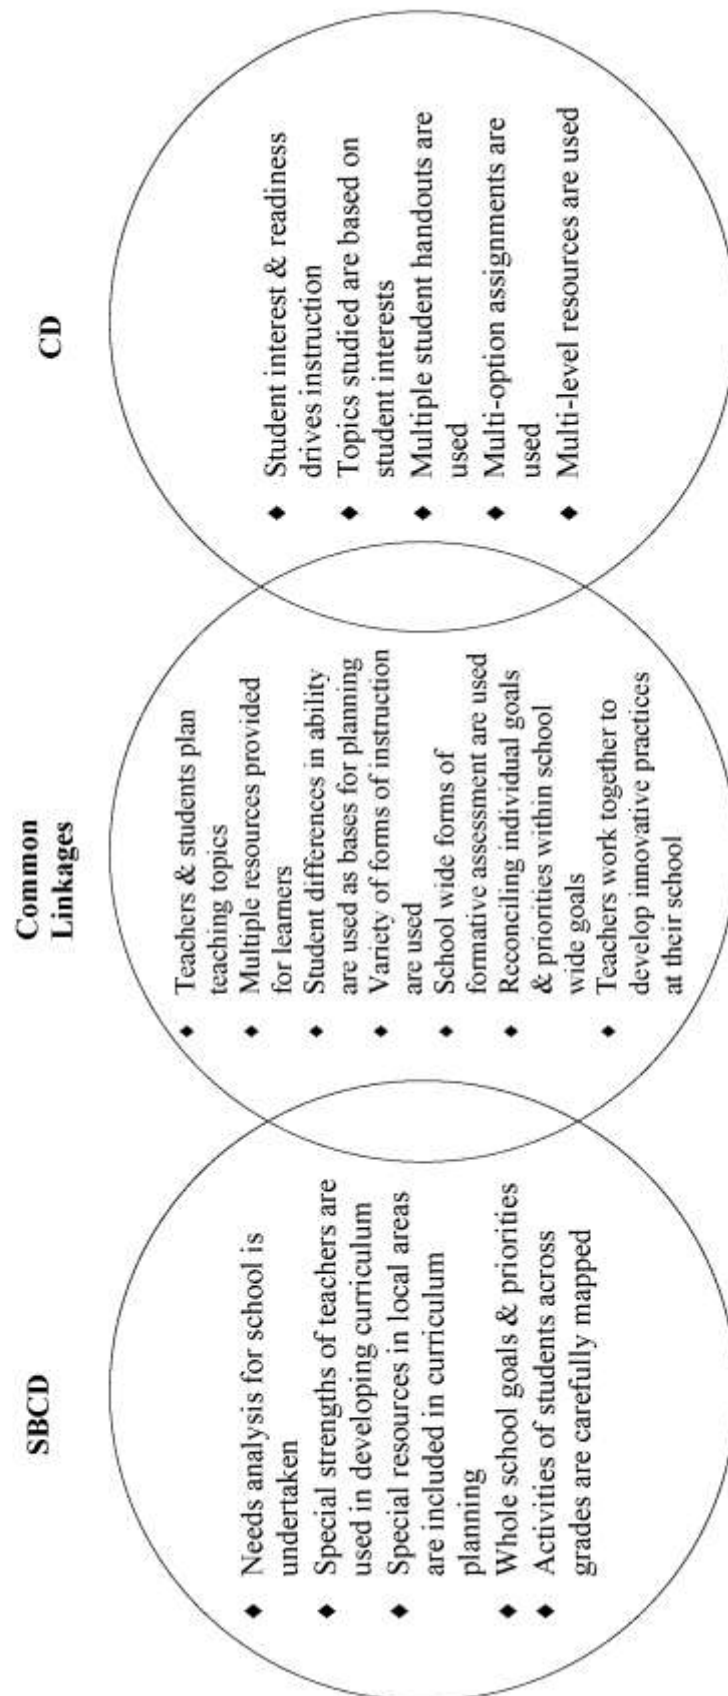 SBCD
Needs analysis for school is
undertaken
Special strengths of teachers are
used in developing curriculum
Special resources in local areas
are included in curriculum
planning
Whole school goals & priorities
Activities of students across
grades are carefully mapped
Common
Linkages
Teachers & students plan
teaching topics
Multiple resources provided
for learners
Student differences in ability
are used as bases for planning
Variety of forms of instruction
are used
School wide forms of
formative assessment are used
Reconciling individual goals
& priorities within school
wide goals
Teachers work together to
develop innovative practices
at their school
CD
Student interest & readiness
drives instruction
Topics studied are based on
student interests
Multiple student handouts are
used
Multi-option assignments are
used
Multi-level resources are used